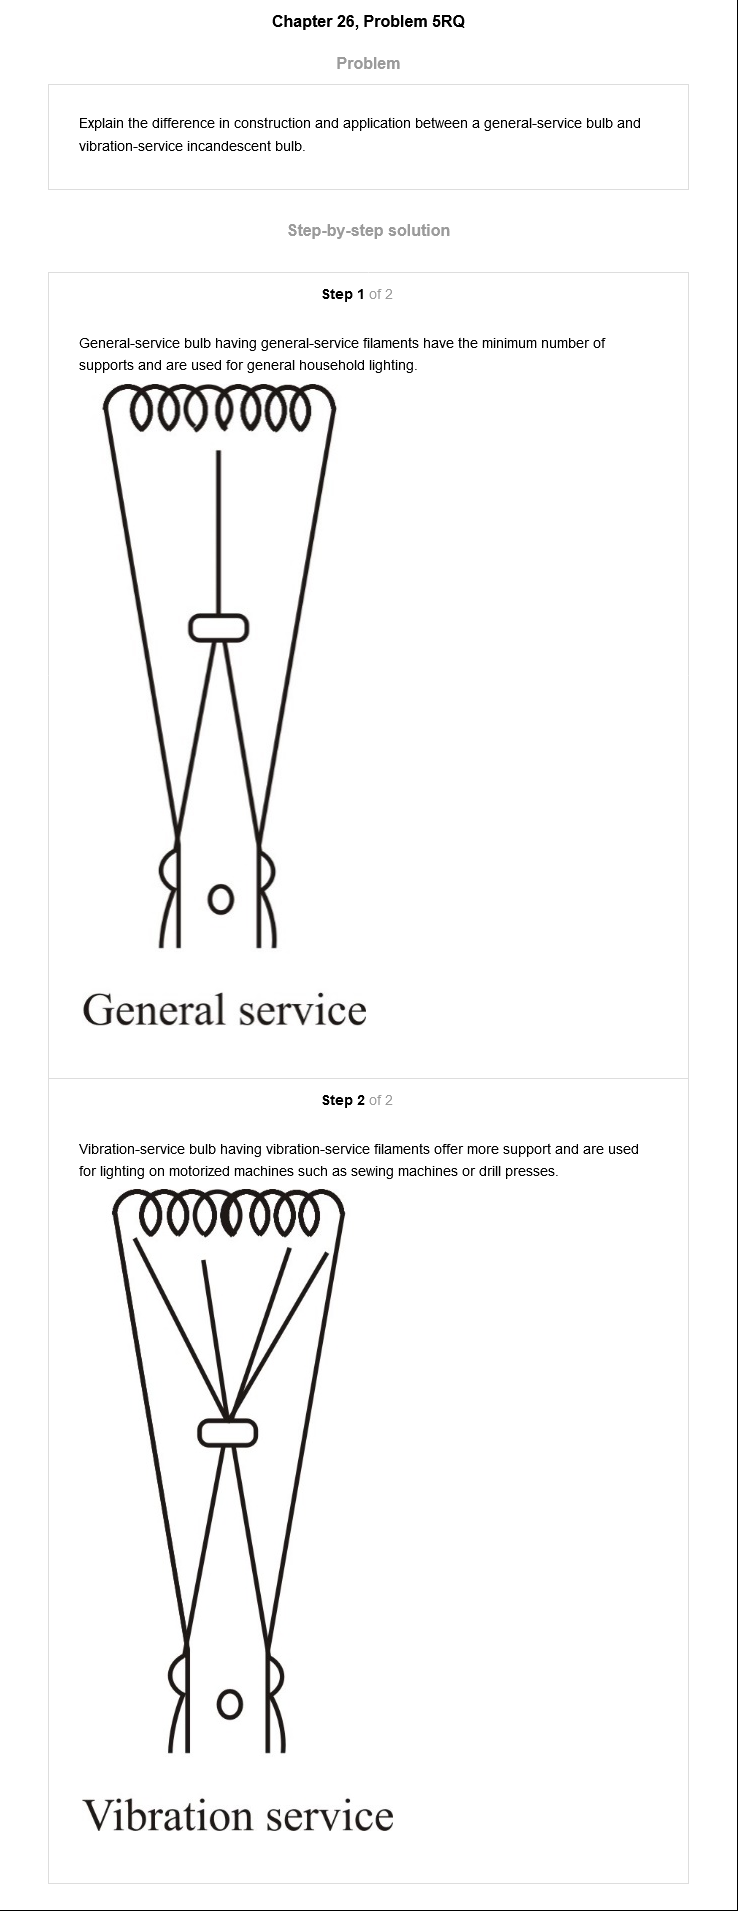 Chapter 26, Problem 5RQ
Problem
Explain the difference in construction and application between a general-service bulb and
vibration-service incandescent bulb.
Step-by-step solution
Step 1 of 2
General-service bulb having general-service filaments have the minimum number of
supports and are used for general household lighting.
General service
Step 2 of 2
Vibration-service bulb having vibration-service filaments offer more support and are used
for lighting on motorized machines such as sewing machines or drill presses.
Vibration service